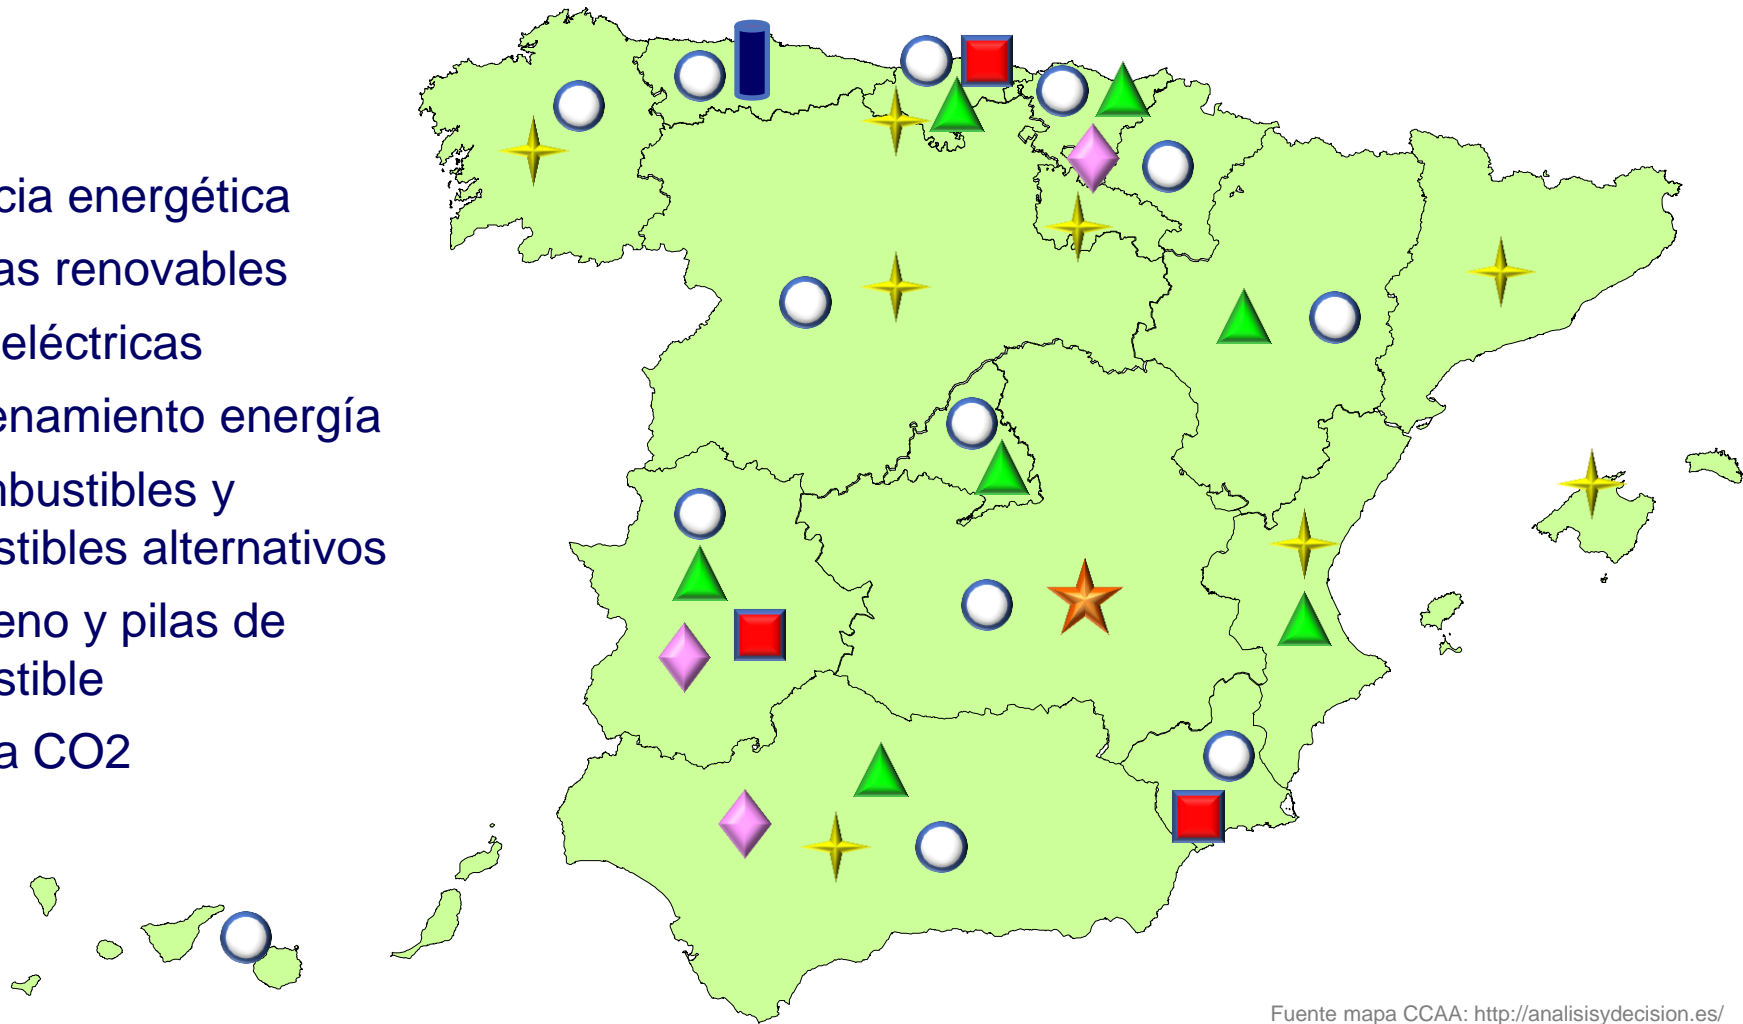 cia energética
as renovables
eléctricas
enamiento energía
nbustibles y
stibles alternativos
eno y pilas de
stible
a CO2
Fuente mapa CCAA: http://analisisydecision.es/